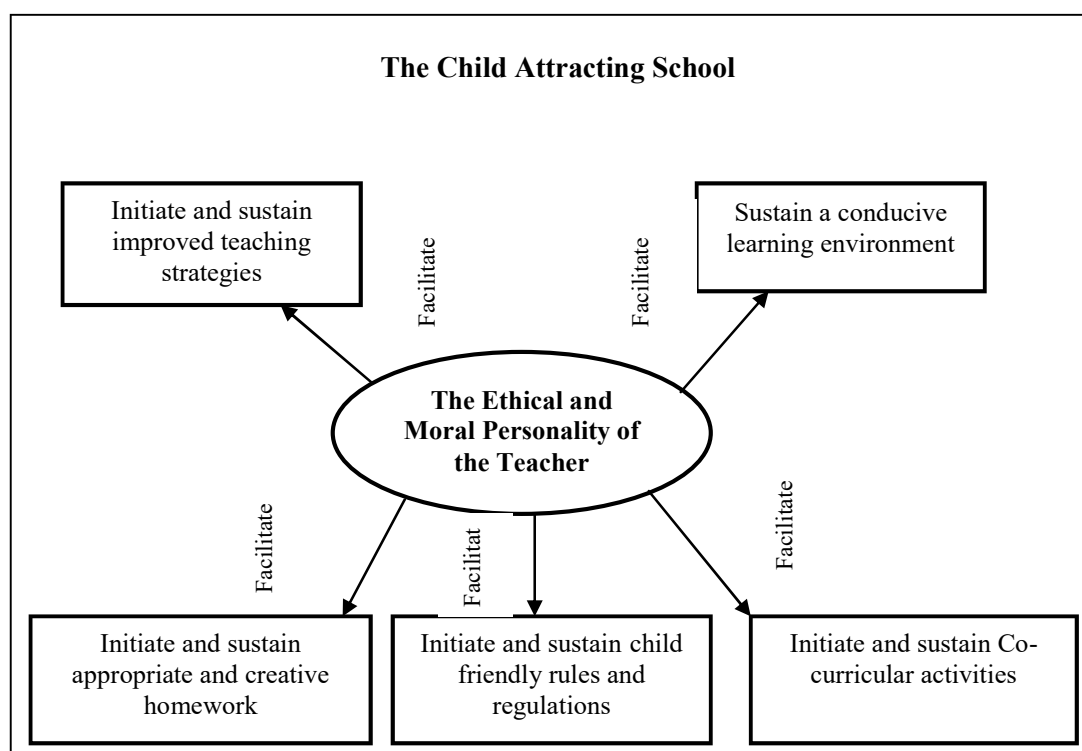 The Child Attracting School
Initiate and sustain
improved teaching
strategies
Facilitate
Facilitate
Sustain a conducive
learning environment
The Ethical and
Moral Personality of
the Teacher
Facilitate
Facilitat
Facilitate
Initiate and sustain
appropriate and creative
homework
Initiate and sustain child
friendly rules and
regulations
Initiate and sustain Co-
curricular activities